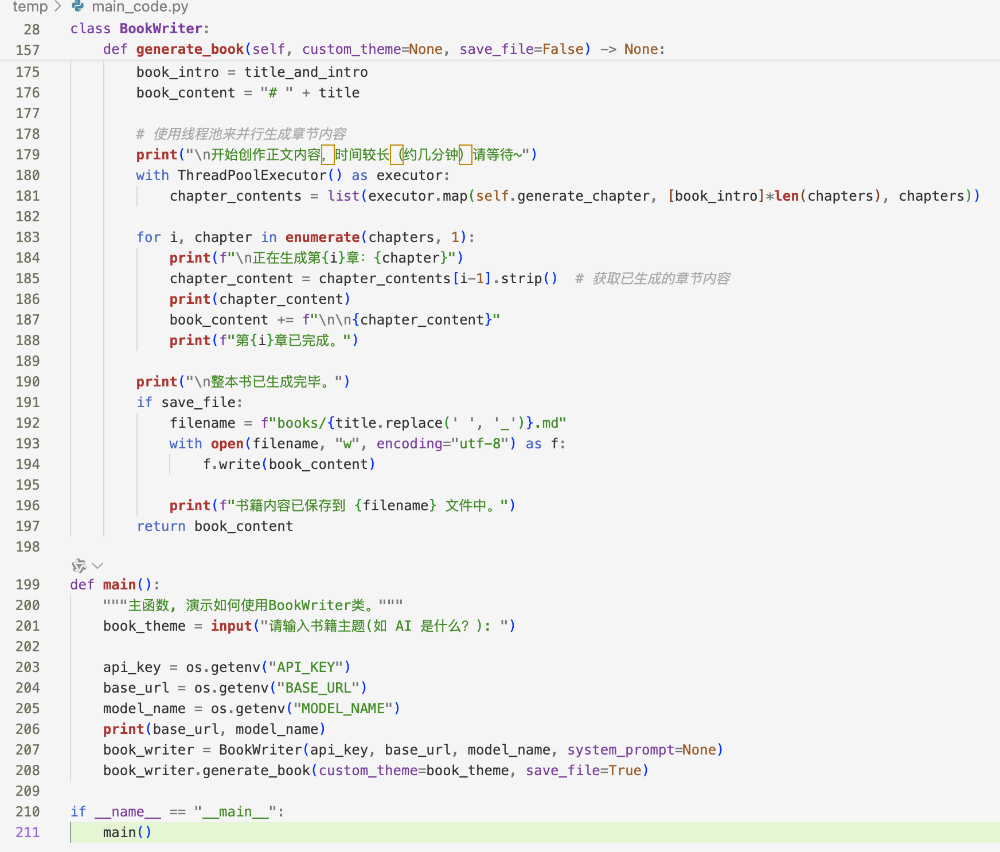 temp > main_code.py
28 class BookWriter:
157     def generate_book(self, custom_theme=None, save_file=False) -> None:
175         book_intro = title_and_intro
176         book_content = "# " + title
177
178         # 使用线程池来并行生成章节内容
179         print("\n开始创作正文内容，时间较长（约几分钟）请等待~")
180         with ThreadPoolExecutor() as executor:
181             chapter_contents = list(executor.map(self.generate_chapter, [book_intro]*len(chapters), chapters))
182
183         for i, chapter in enumerate(chapters, 1):
184             print(f"\n正在生成第{i}章：{chapter}")
185             chapter_content = chapter_contents[i-1].strip()  # 获取已生成的章节内容
186             print(chapter_content)
187             book_content += f"\n\n{chapter_content}"
188             print(f"第{i}章已完成。")
189
190         print("\n整本书已生成完毕。")
191         if save_file:
192             filename = f"books/{title.replace(' ', '_')}.md"
193             with open(filename, "w", encoding="utf-8") as f:
194                 f.write(book_content)
195
196             print(f"书籍内容已保存到 {filename} 文件中。")
197         return book_content
198
199 def main():
200     """主函数, 演示如何使用BookWriter类。"""
201     book_theme = input("请输入书籍主题(如 AI 是什么？): ")
202
203     api_key = os.getenv("API_KEY")
204     base_url = os.getenv("BASE_URL")
205     model_name = os.getenv("MODEL_NAME")
206     print(base_url, model_name)
207     book_writer = BookWriter(api_key, base_url, model_name, system_prompt=None)
208     book_writer.generate_book(custom_theme=book_theme, save_file=True)
209
210 if __name__ == "__main__":
211     main()